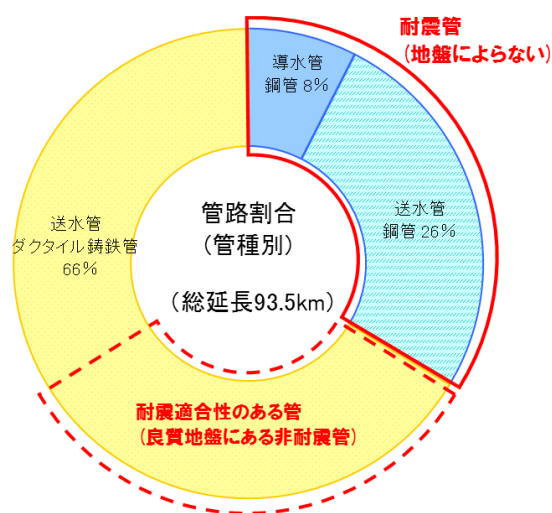 耐震管
(地盤によらない)
導水管
鋼管 8%
送水管
鋼管 26%
送水管
ダクタイル鋳鉄管
66%
管路割合
(管種別)
(総延長93.5km)
耐震適合性のある管
(良質地盤にある非耐震管)